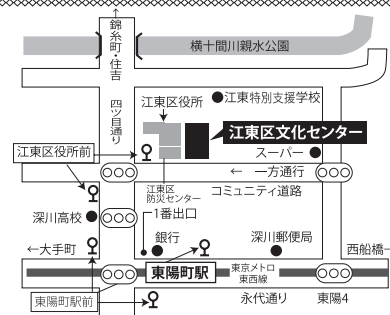 ←錦糸町・住吉
横十間川親水公園
四ツ目通り
江東区役所
江東特別支援学校
江東区文化センター
江東区役所前
スーパー
← 一方通行
江東区
防災センター
コミュニティ道路
深川高校
1番出口
←大手町
銀行
深川郵便局
西船橋→
東陽町駅
東京メトロ
東西線
東陽町駅前
永代通り
東陽4